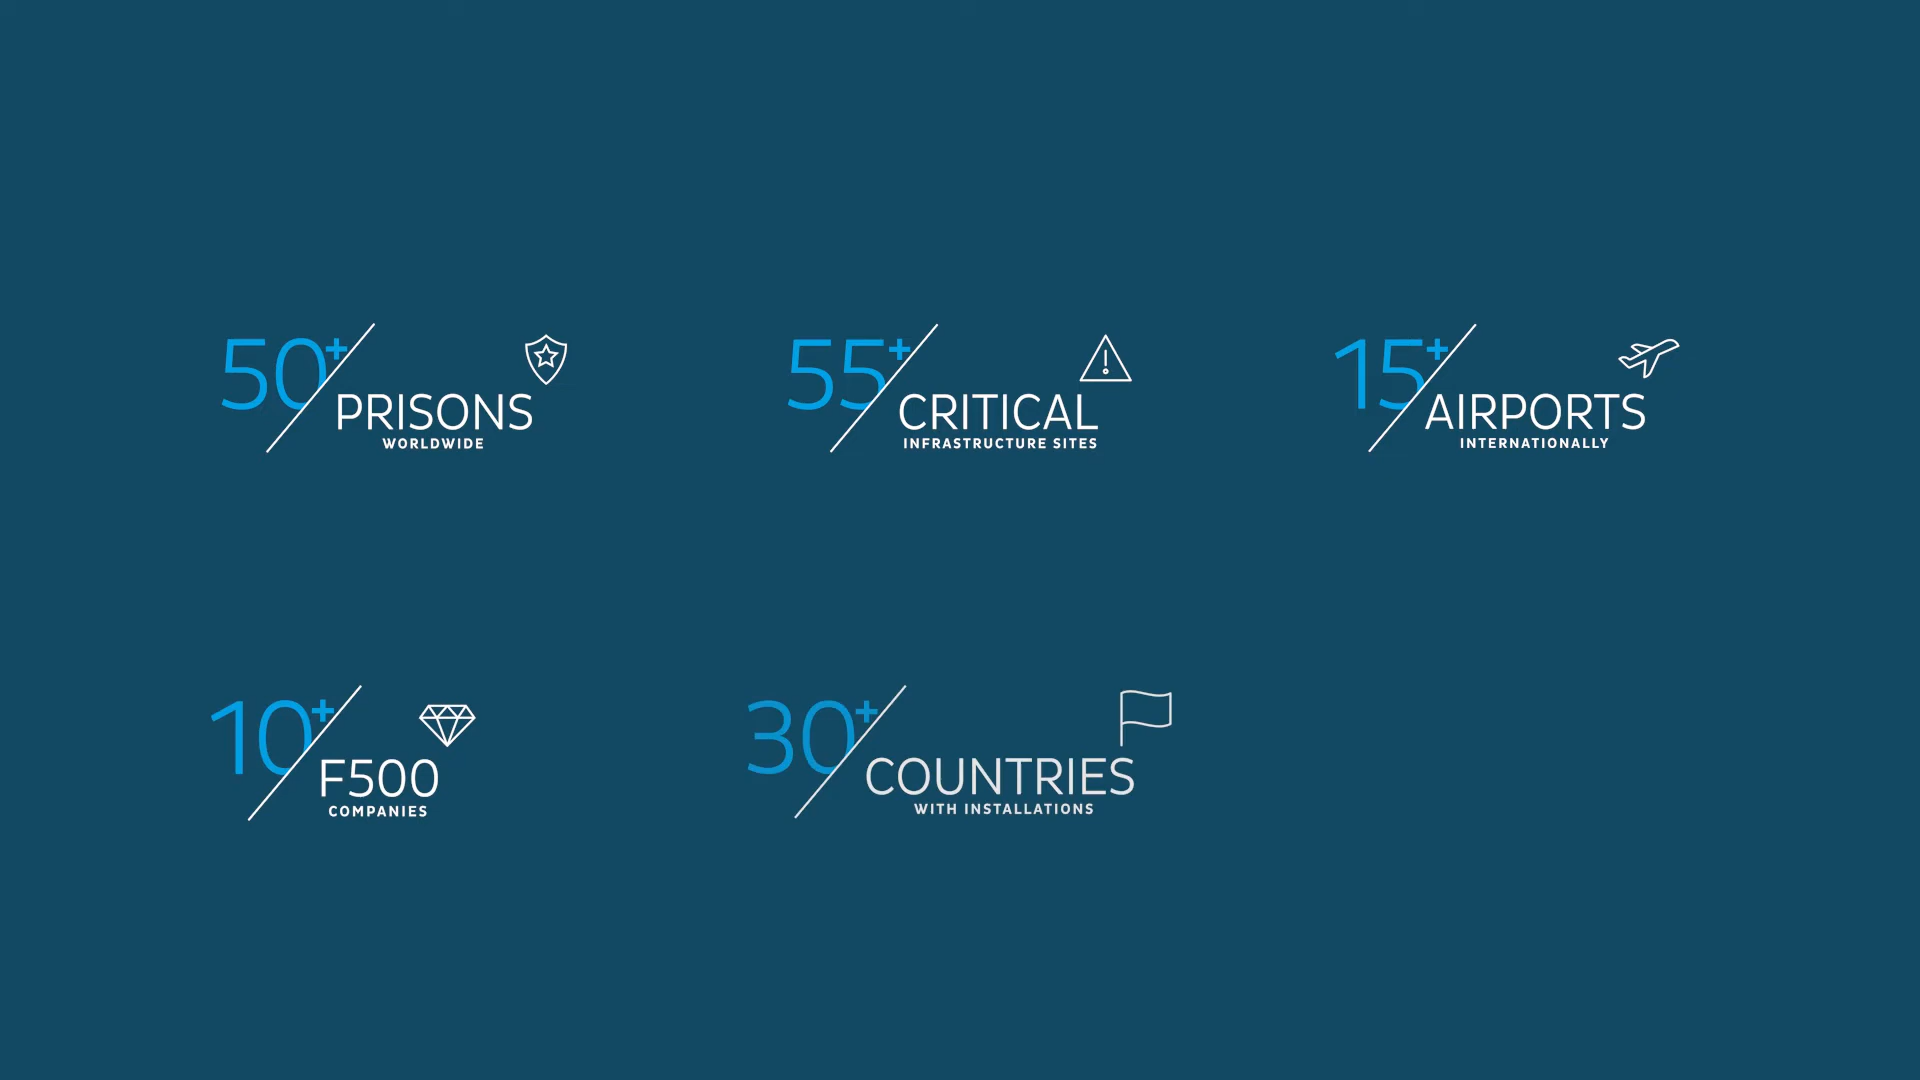 50+
PRISONS
WORLDWIDE
55+
CRITICAL
INFRASTRUCTURE SITES
15+
AIRPORTS
INTERNATIONALLY
10+
F500
COMPANIES
30+
COUNTRIES
WITH INSTALLATIONS